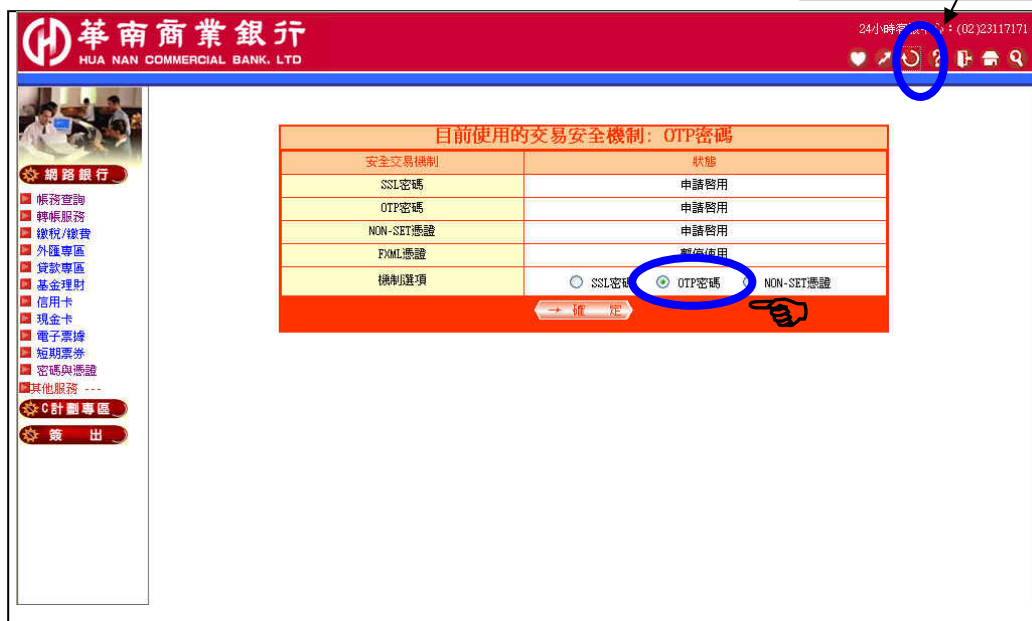 華南商業銀行
HUA NAN COMMERCIAL BANK. LTD
24小時客服中心：(02)23117171
網路銀行
帳務查詢
轉帳服務
繳稅/繳費
外匯專區
貸款專區
基金理財
信用卡
現金卡
電子票據
短期票券
密碼與憑證
其他服務 ---
C計劃專區
簽 出
目前使用的交易安全機制: OTP密碼
安全交易機制 狀態
SSL密碼 申請啓用
OTP密碼 申請啓用
NON-SET憑證 申請啓用
FXML憑證 暫停使用
機制選項 SSL密碼 OTP密碼 NON-SET憑證
→ 確 定